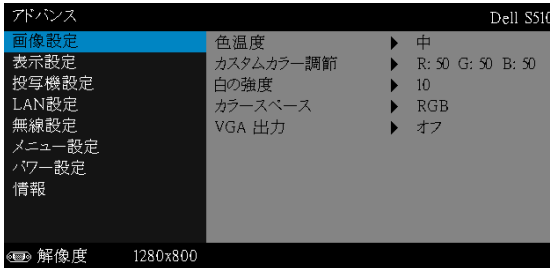 アドバンス Dell S510
画像設定 色温度 中
表示設定 カスタムカラー調節 R: 50 G: 50 B: 50
投写機設定 白の強度 10
LAN設定 カラースペース RGB
無線設定 VGA 出力 オフ
メニュー設定
パワー設定
情報
解像度 1280x800